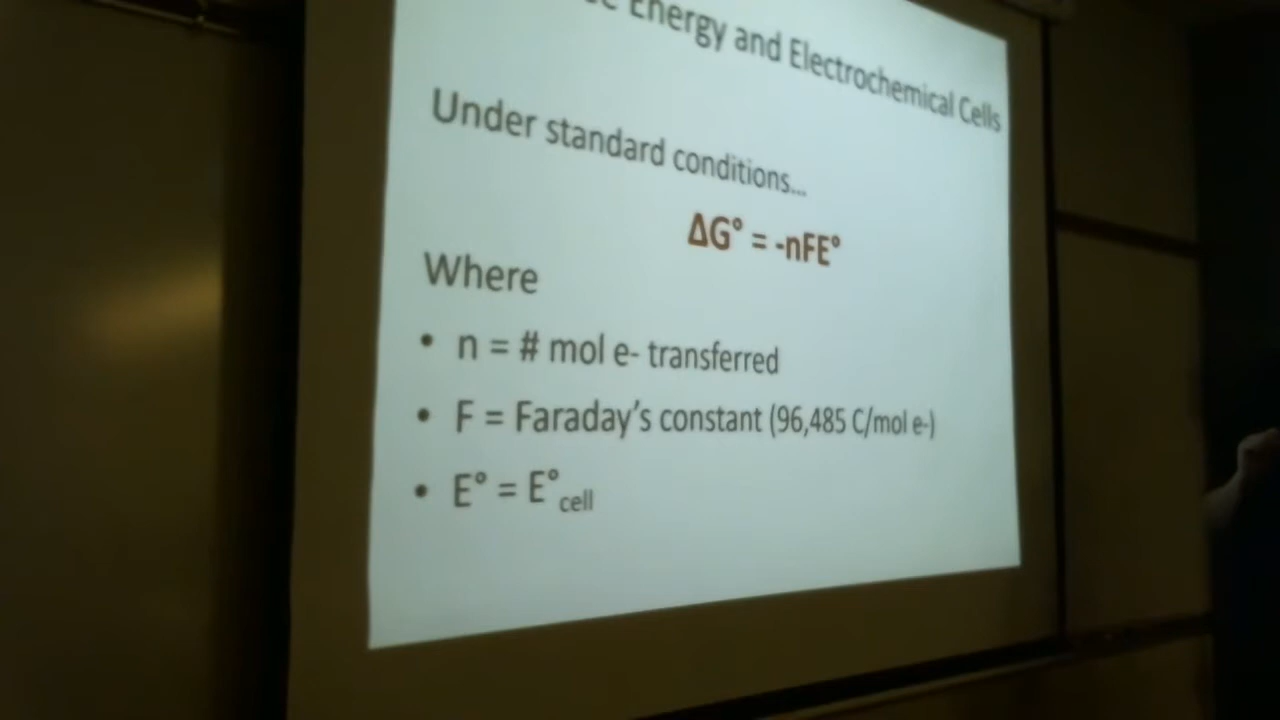 Energy and Electrochemical Cells
Under standard conditions...
ΔG° = -nFE°
Where
• n = # mol e- transferred
• F = Faraday's constant (96,485 C/mol e-)
• E° = E°cell